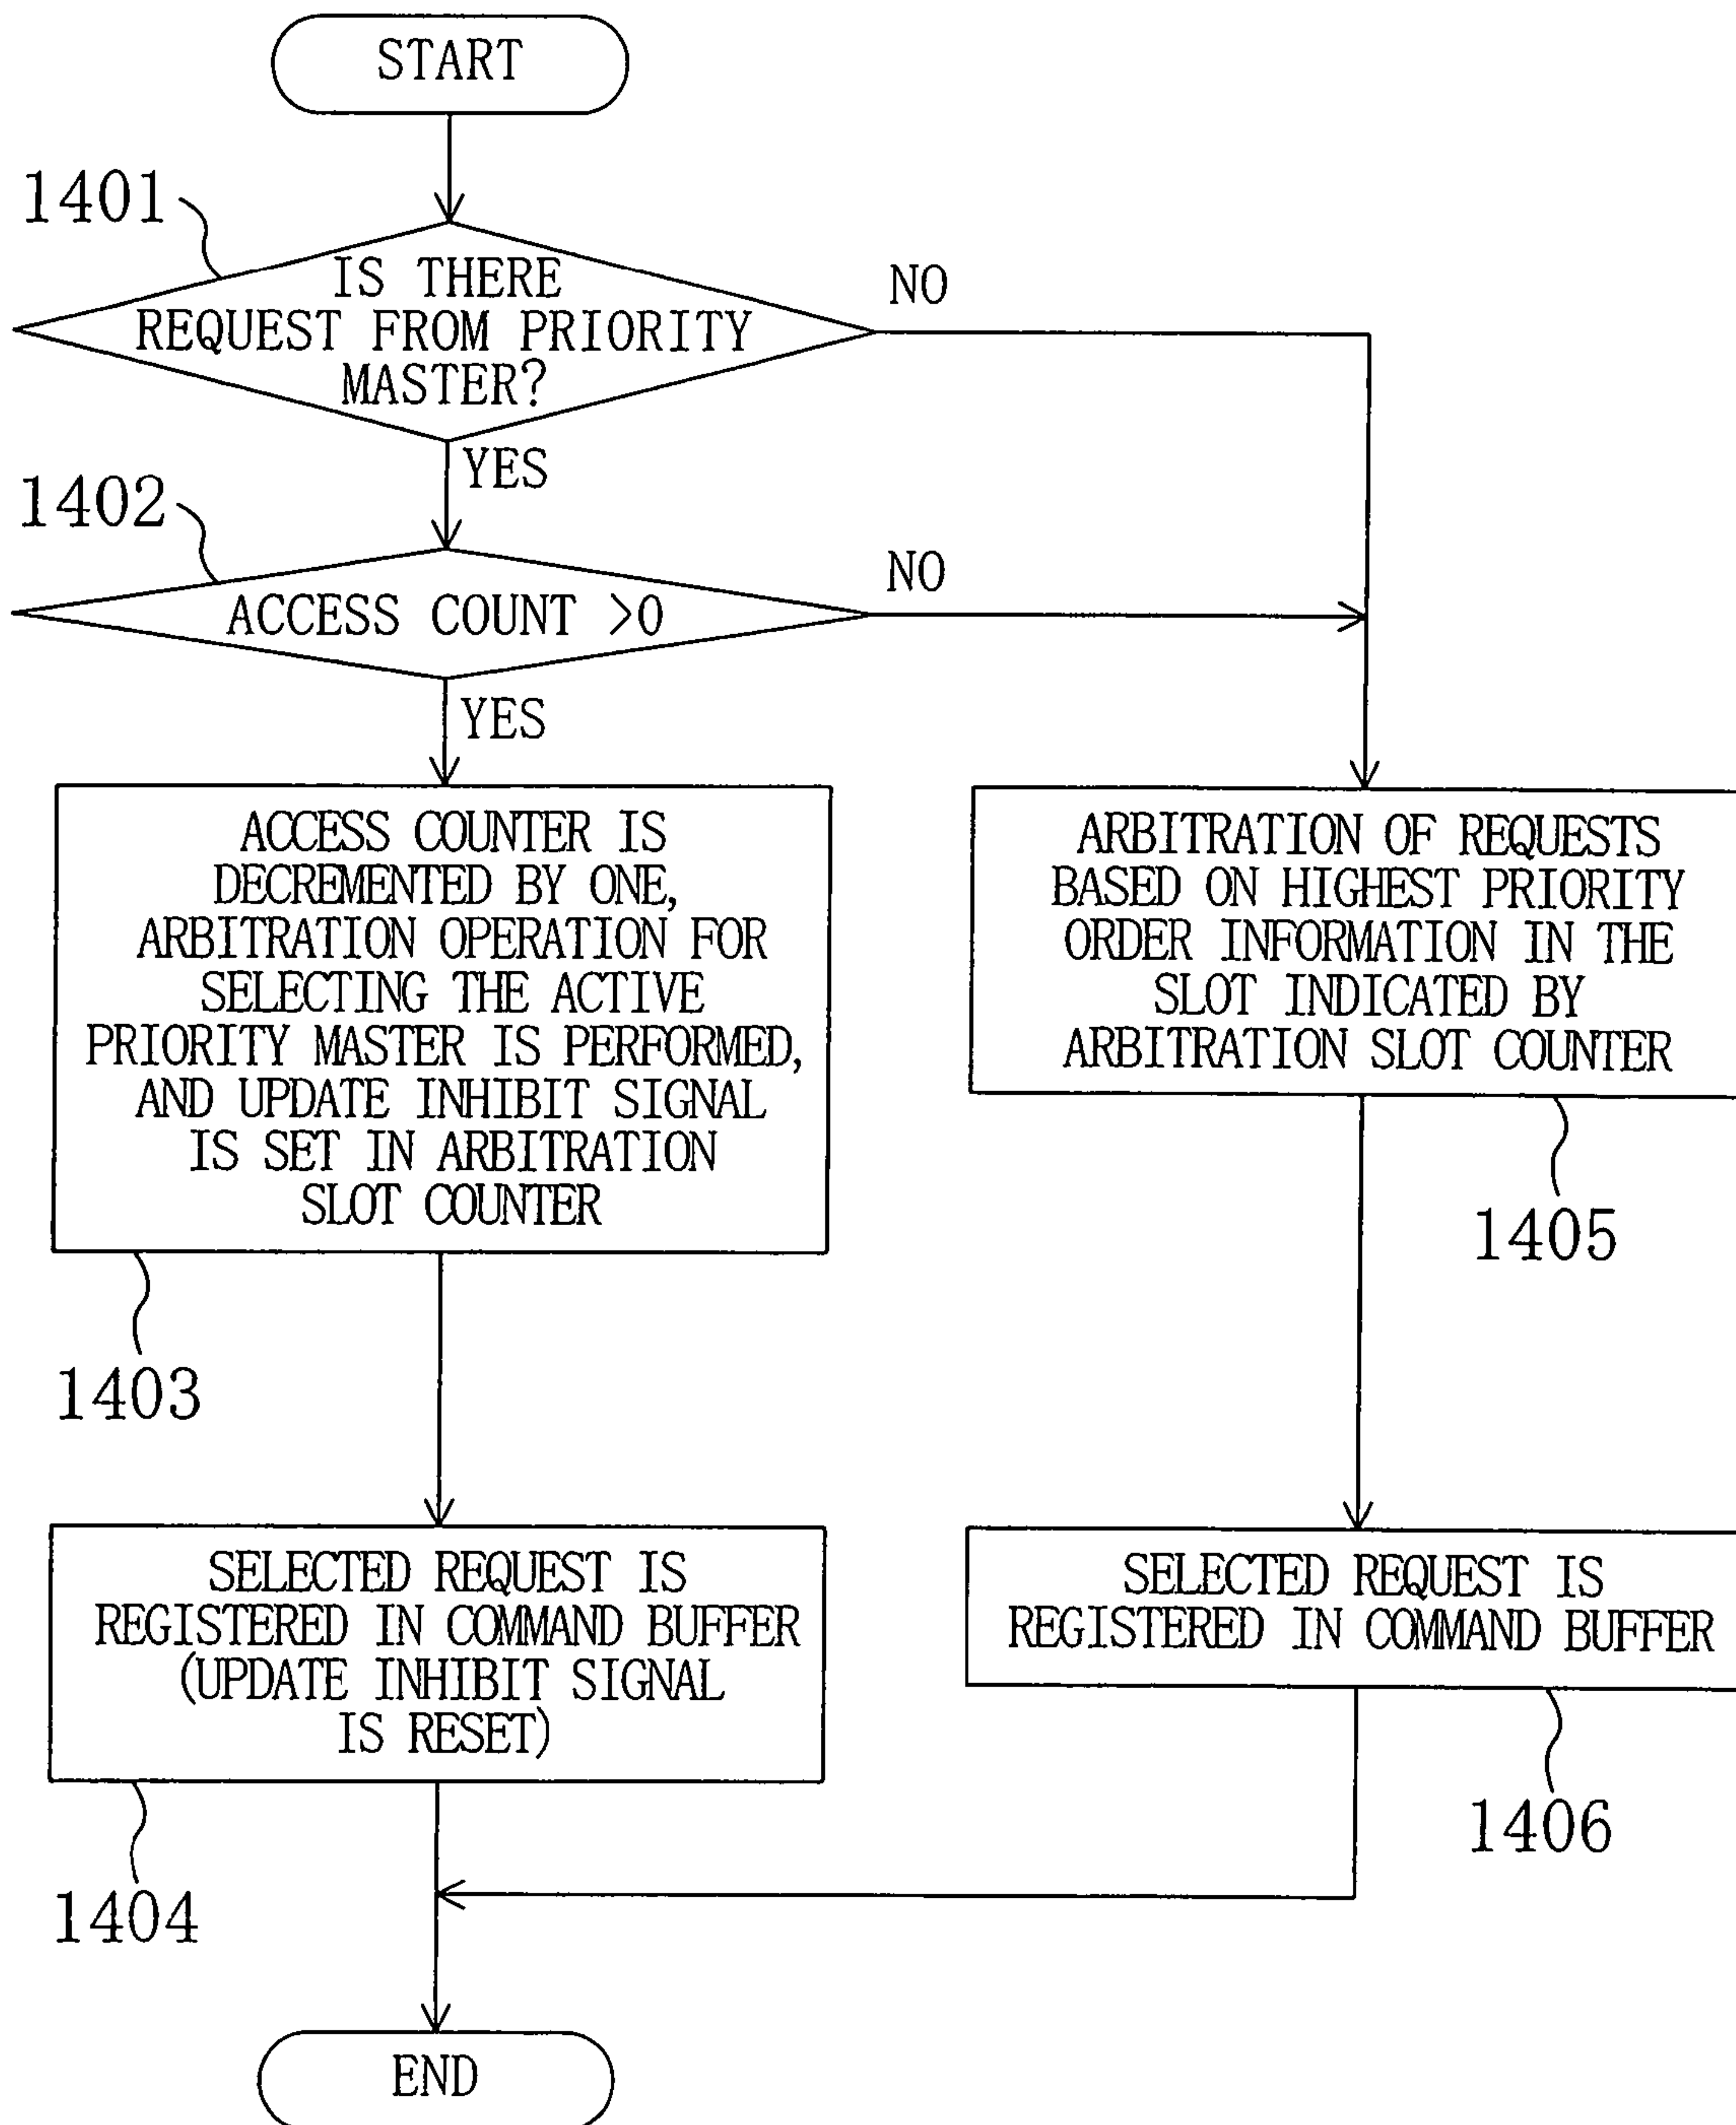 START
1401
IS THERE
REQUEST FROM PRIORITY
MASTER?
NO
YES
1402
ACCESS COUNT >0
NO
YES
ACCESS COUNTER IS
DECREMENTED BY ONE,
ARBITRATION OPERATION FOR
SELECTING THE ACTIVE
PRIORITY MASTER IS PERFORMED,
AND UPDATE INHIBIT SIGNAL
IS SET IN ARBITRATION
SLOT COUNTER
1403
ARBITRATION OF REQUESTS
BASED ON HIGHEST PRIORITY
ORDER INFORMATION IN THE
SLOT INDICATED BY
ARBITRATION SLOT COUNTER
1405
SELECTED REQUEST IS
REGISTERED IN COMMAND BUFFER
(UPDATE INHIBIT SIGNAL
IS RESET)
1404
SELECTED REQUEST IS
REGISTERED IN COMMAND BUFFER
1406
END